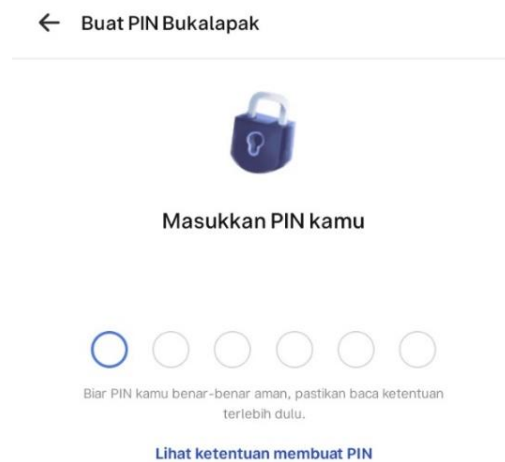 Buat PIN Bukalapak
Masukkan PIN kamu
Biar PIN kamu benar-benar aman, pastikan baca ketentuan
terlebih dulu.
Lihat ketentuan membuat PIN